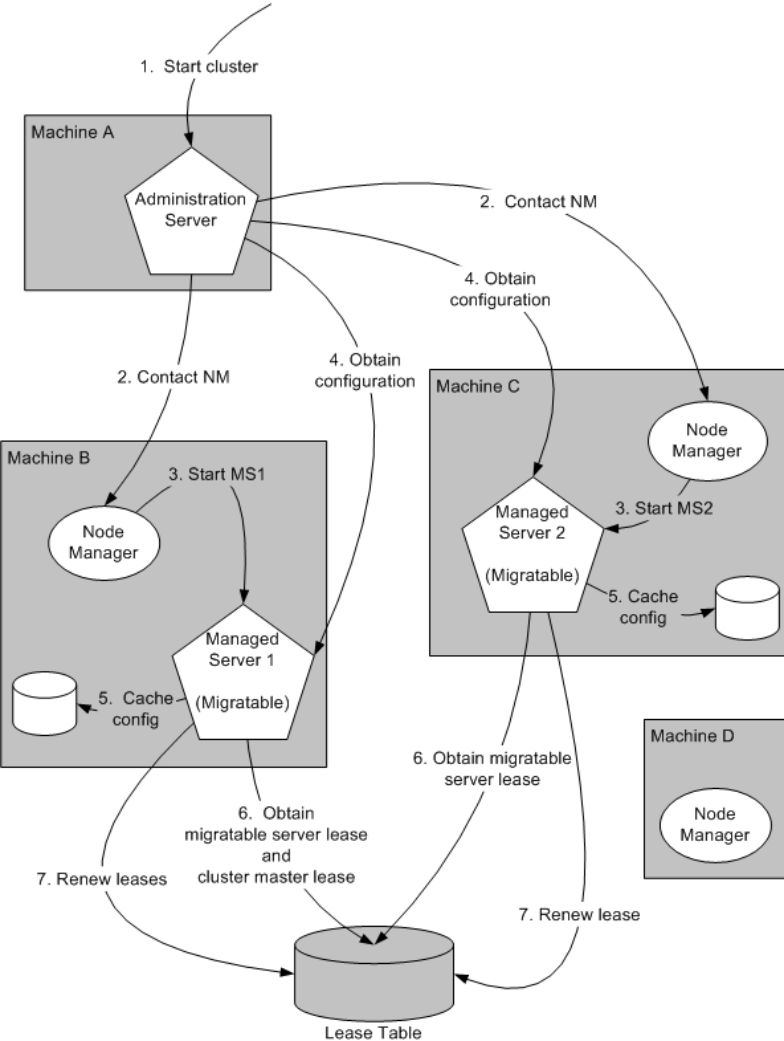 1.  Start cluster
Machine A
Administration
Server
2.  Contact NM
4. Obtain
configuration
2. Contact NM
4. Obtain
configuration
Machine C
Node
Manager
3. Start MS2
Managed
Server 2
(Migratable)
5. Cache
config
Machine B
3. Start MS1
Node
Manager
Managed
Server 1
(Migratable)
5.  Cache
config
Machine D
Node
Manager
6. Obtain migratable
server lease
6.  Obtain
migratable server lease
and
cluster master lease
7. Renew leases
7. Renew lease
Lease Table